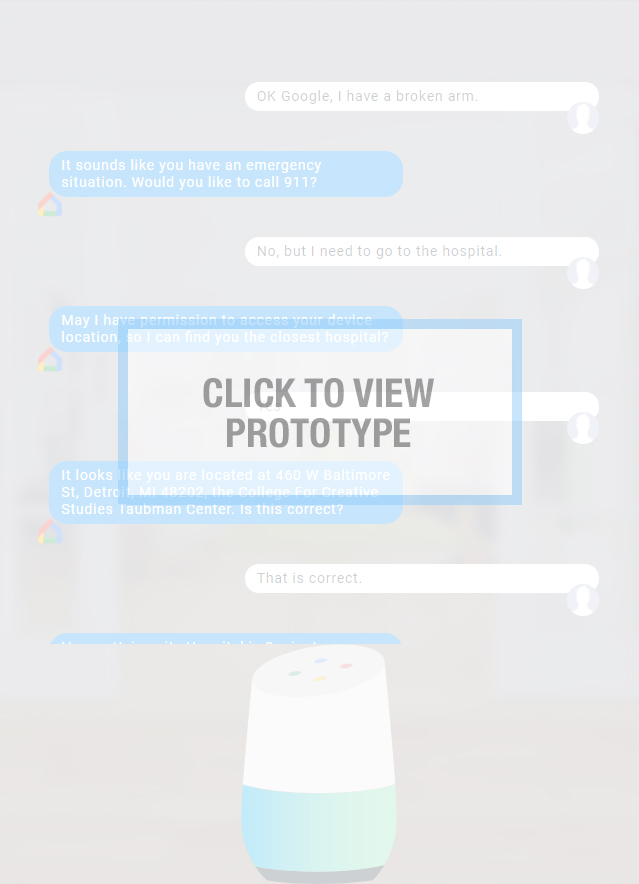 OK Google, I have a broken arm.
It sounds like you have an emergency
situation. Would you like to call 911?
No, but I need to go to the hospital.
May I have permission to access your device
location, so I can find you the closest hospital?
CLICK TO VIEW
PROTOTYPE
Yes
It looks like you are located at 460 W Baltimore
St, Detroit, MI 48202, the College For Creative
Studies Taubman Center. Is this correct?
That is correct.